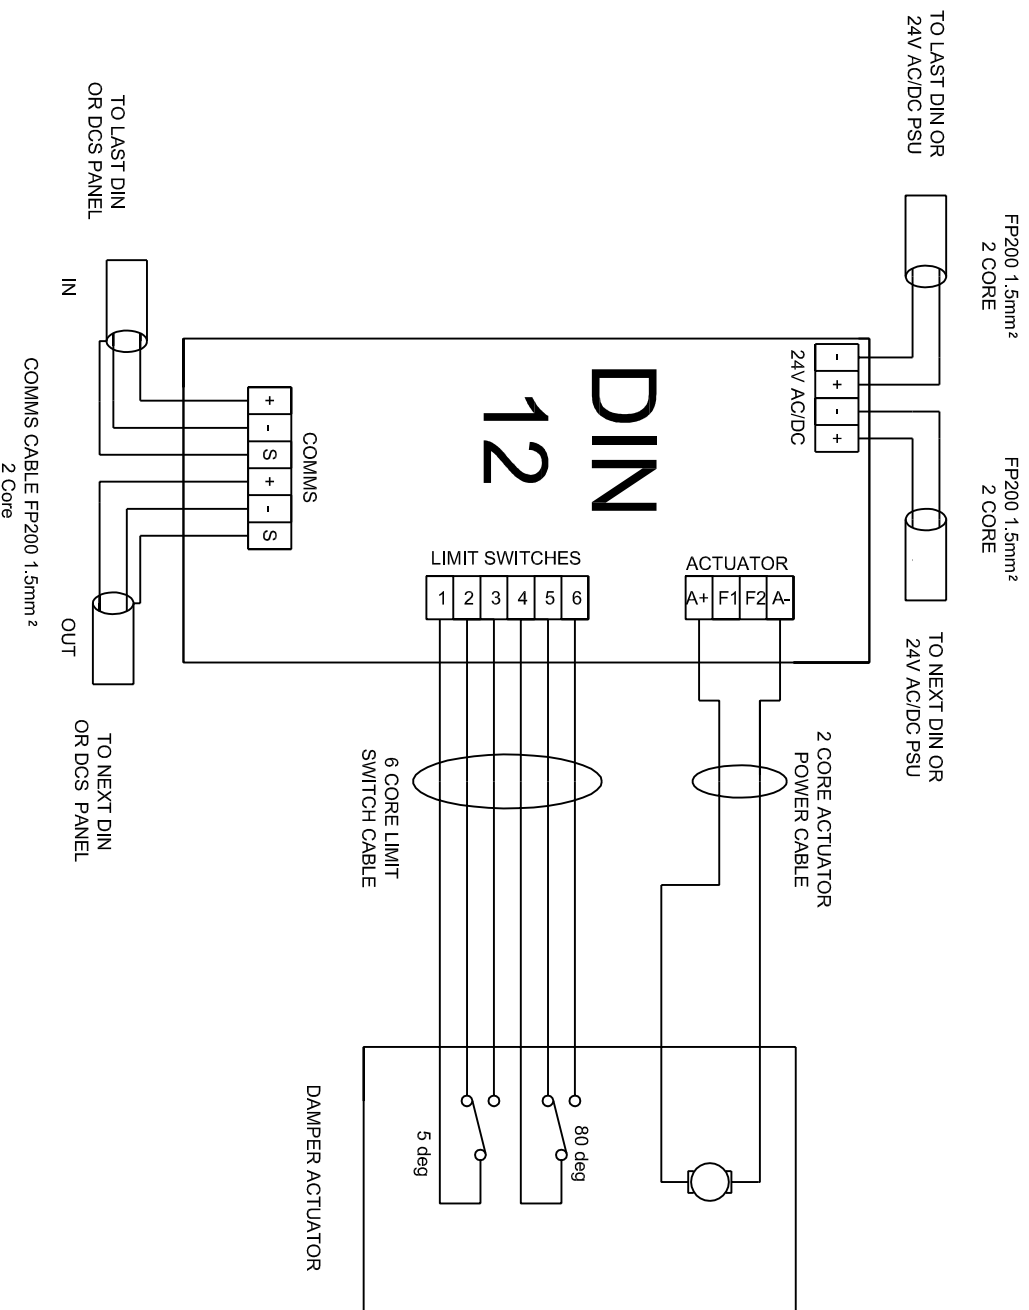 TO LAST DIN OR
24V AC/DC PSU
FP200 1.5mm²
2 CORE
FP200 1.5mm²
2 CORE
TO NEXT DIN OR
24V AC/DC PSU
TO LAST DIN
OR DCS PANEL
IN
COMMS CABLE FP200 1.5mm²
2 Core
OUT
TO NEXT DIN
OR DCS PANEL
24V AC/DC
- + - +
DIN
12
COMMS
+ - S + - S
LIMIT SWITCHES
1 2 3 4 5 6
ACTUATOR
A+ F1 F2 A-
6 CORE LIMIT
SWITCH CABLE
2 CORE ACTUATOR
POWER CABLE
5 deg
80 deg
DAMPER ACTUATOR